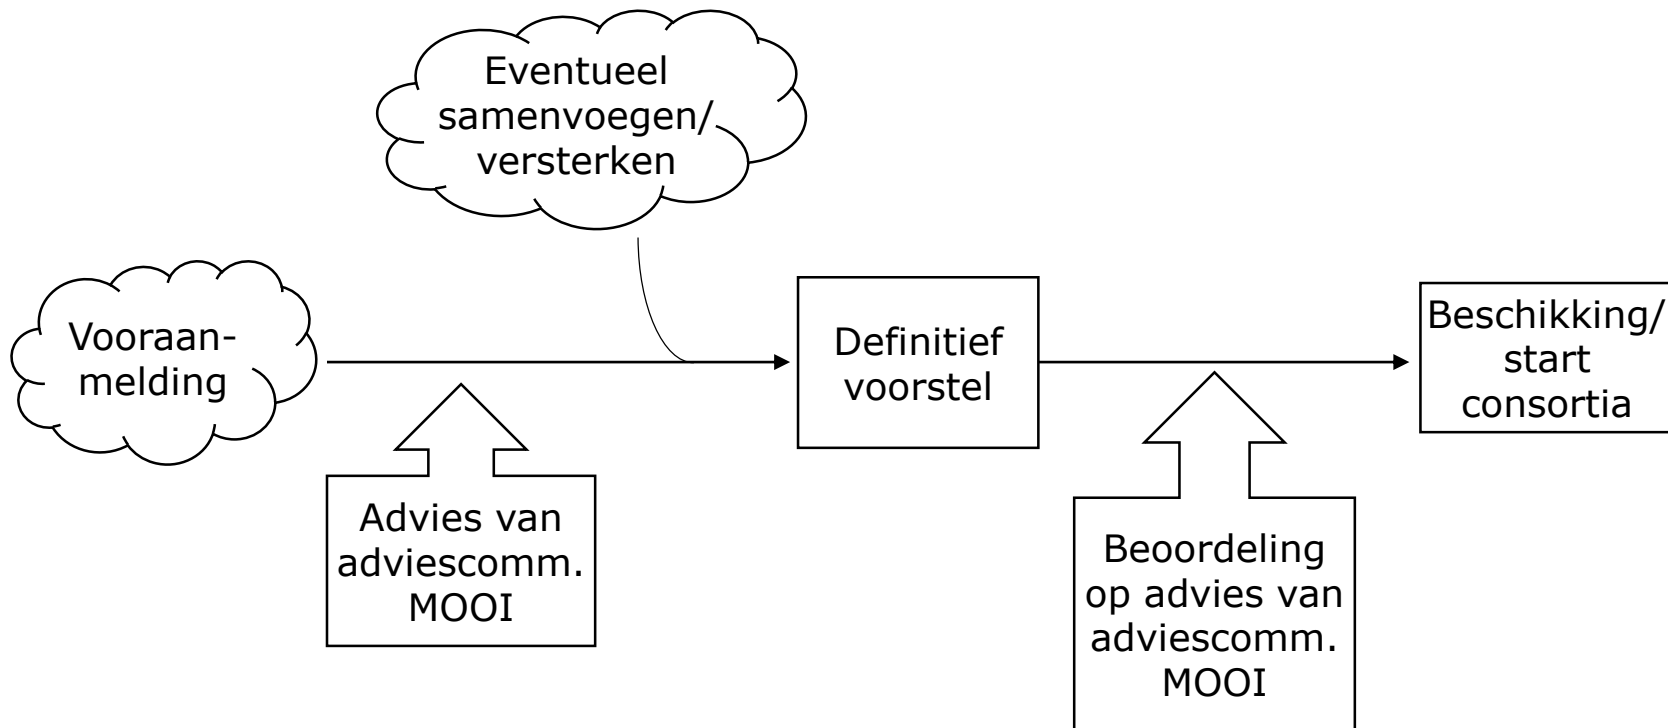 Eventueel
samenvoegen/
versterken
Vooraan-
melding
Definitief
voorstel
Beschikking/
start
consortia
Advies van
adviescomm.
MOOI
Beoordeling
op advies van
adviescomm.
MOOI